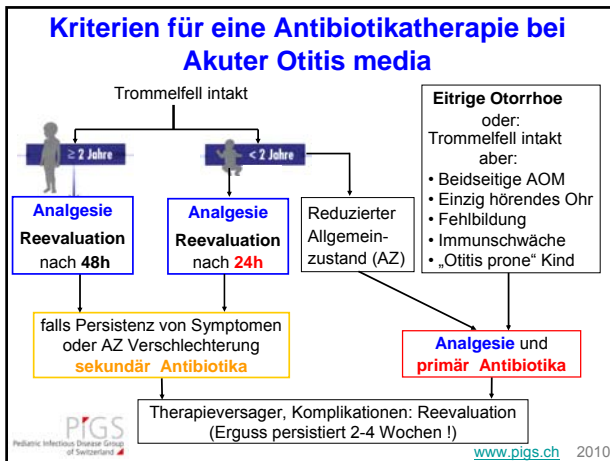 Kriterien für eine Antibiotikatherapie bei
Akuter Otitis media
Trommelfell intakt
≥ 2 Jahre
< 2 Jahre
Analgesie
Reevaluation
nach 48h
Analgesie
Reevaluation
nach 24h
Reduzierter
Allgemein-
zustand (AZ)
Eitrige Otorrhoe
oder:
Trommelfell intakt
aber:
• Beidseitige AOM
• Einzig hörendes Ohr
• Fehlbildung
• Immunschwäche
• „Otitis prone“ Kind
falls Persistenz von Symptomen
oder AZ Verschlechterung
sekundär Antibiotika
Analgesie und
primär Antibiotika
Therapieversager, Komplikationen: Reevaluation
(Erguss persistiert 2-4 Wochen !)
PIGS
Pediatric Infectious Disease Group
of Switzerland
www.pigs.ch 2010